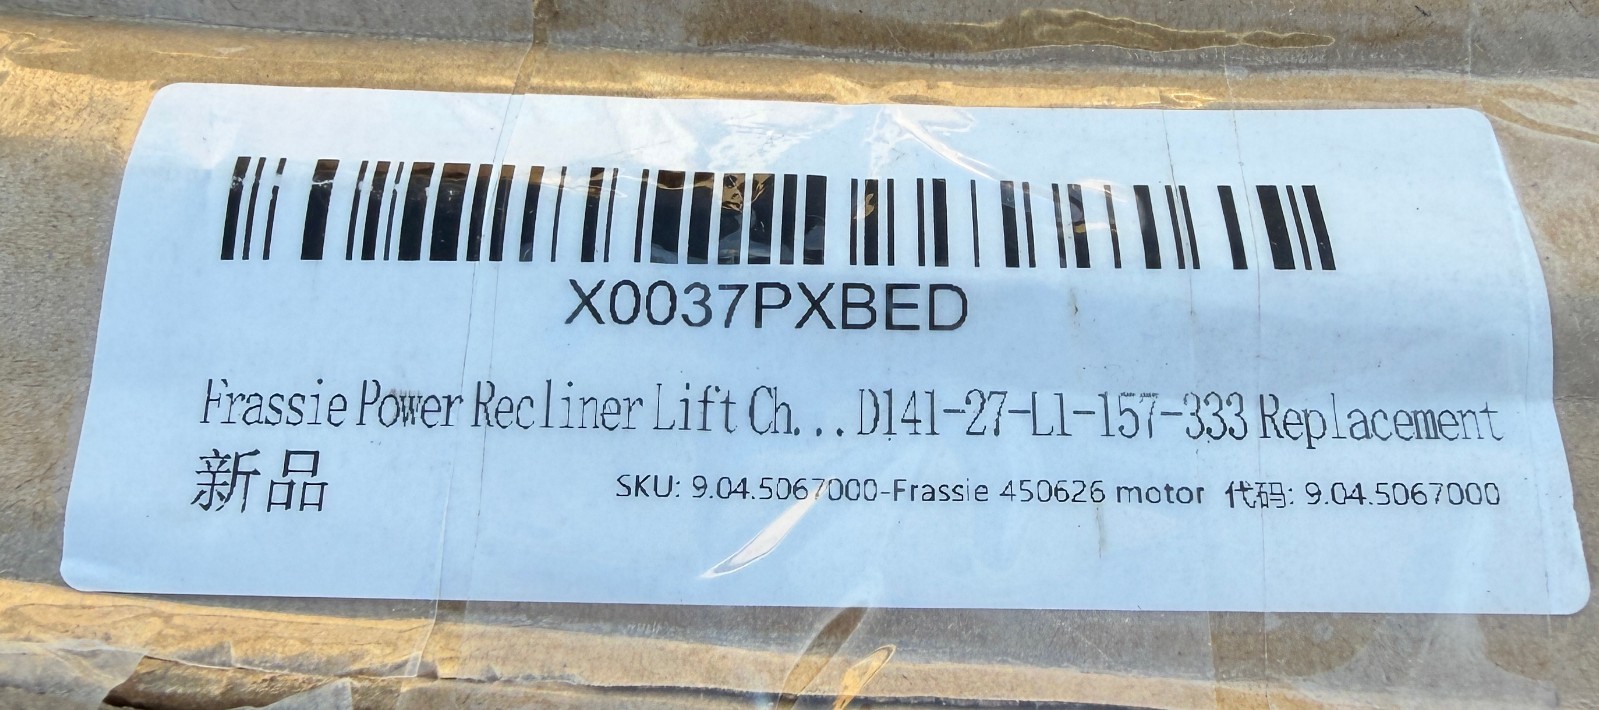 X0037PXBED
Frassie Power Recliner Lift Ch...D141-27-L1-157-333 Replacement
新品
SKU: 9.04.5067000-Frassie 450626 motor 代码: 9.04.5067000